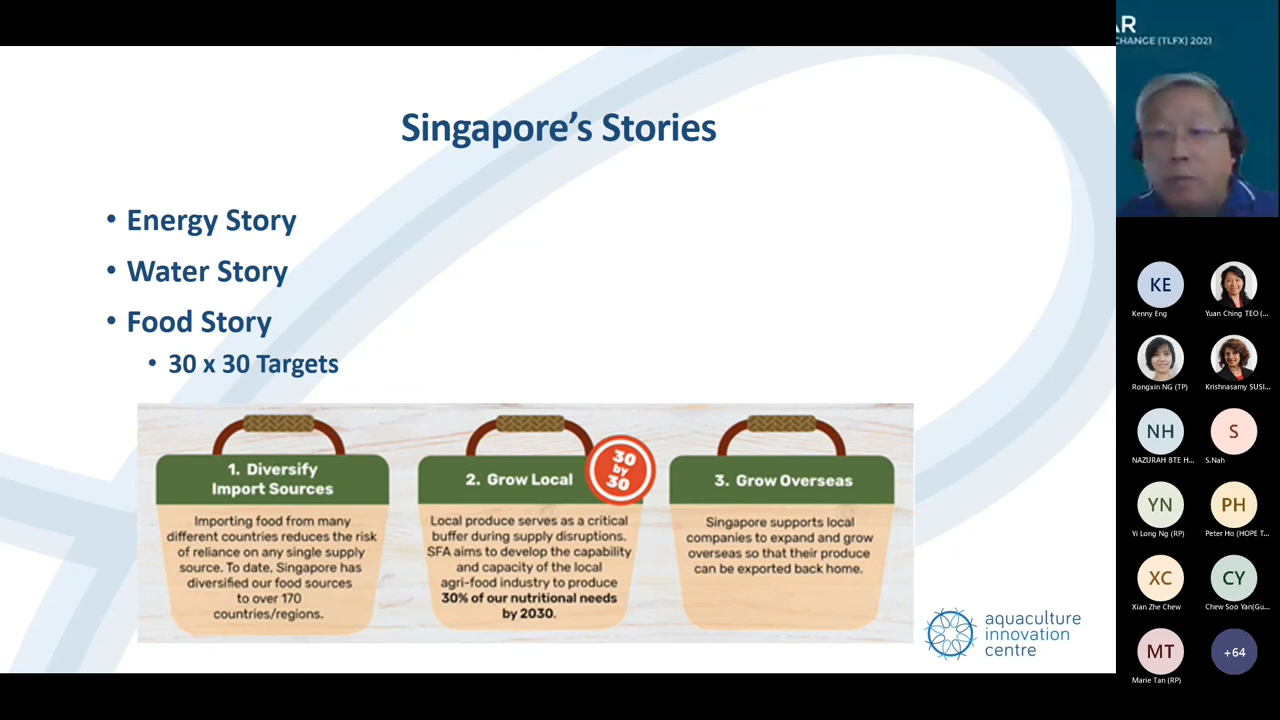 Singapore's Stories
• Energy Story
• Water Story
• Food Story
• 30 x 30 Targets
1. Diversify
Import Sources
Importing food from many
different countries reduces the risk
of reliance on any single supply
source. To date, Singapore has
diversified our food sources
to over 170
countries/regions.
2. Grow Local
30
by
30
Local produce serves as a critical
buffer during supply disruptions.
SFA aims to develop the capability
and capacity of the local
agri-food industry to produce
30% of our nutritional needs
by 2030.
3. Grow Overseas
Singapore supports local
companies to expand and grow
overseas so that their produce
can be exported back home.
aquaculture
innovation
centre
AR
CHANGE (TLFX) 2021
KE
Kenny Eng
Yuan Ching TEO (...
Rongxin NG (TP)
Krishnasamy SUSI...
NH
NAZURAH BTE H...
S
S.Nah
YN
Yi Long Ng (RP)
PH
Peter Ho (HOPE T...
XC
Xian Zhe Chew
CY
Chew Soo Yan(Gu...
MT
Marie Tan (RP)
+64